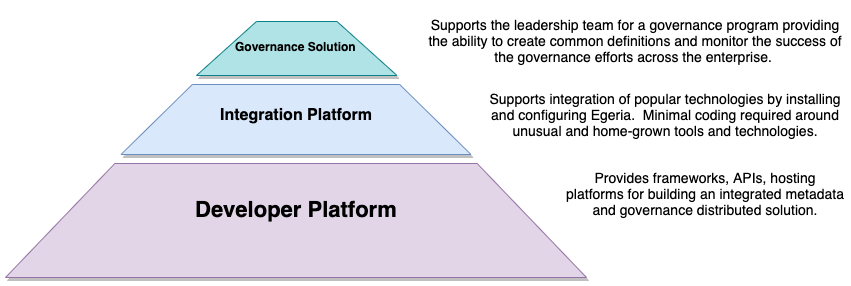 Governance Solution
Supports the leadership team for a governance program providing
the ability to create common definitions and monitor the success of
the governance efforts across the enterprise.
Integration Platform
Supports integration of popular technologies by installing
and configuring Egeria.  Minimal coding required around
unusual and home-grown tools and technologies.
Developer Platform
Provides frameworks, APIs, hosting
platforms for building an integrated metadata
and governance distributed solution.